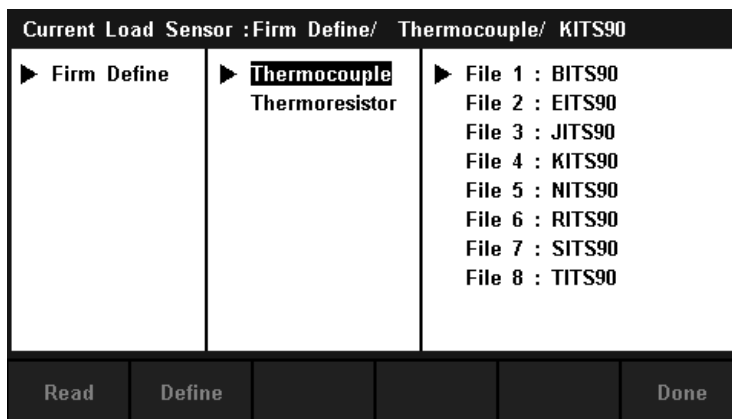 Current Load Sensor :Firm Define/ Thermocouple/ KITS90
▶ Firm Define
▶ Thermocouple
Thermoresistor
▶ File 1 : BITS90
File 2 : EITS90
File 3 : JITS90
File 4 : KITS90
File 5 : NITS90
File 6 : RITS90
File 7 : SITS90
File 8 : TITS90
Read Define Done